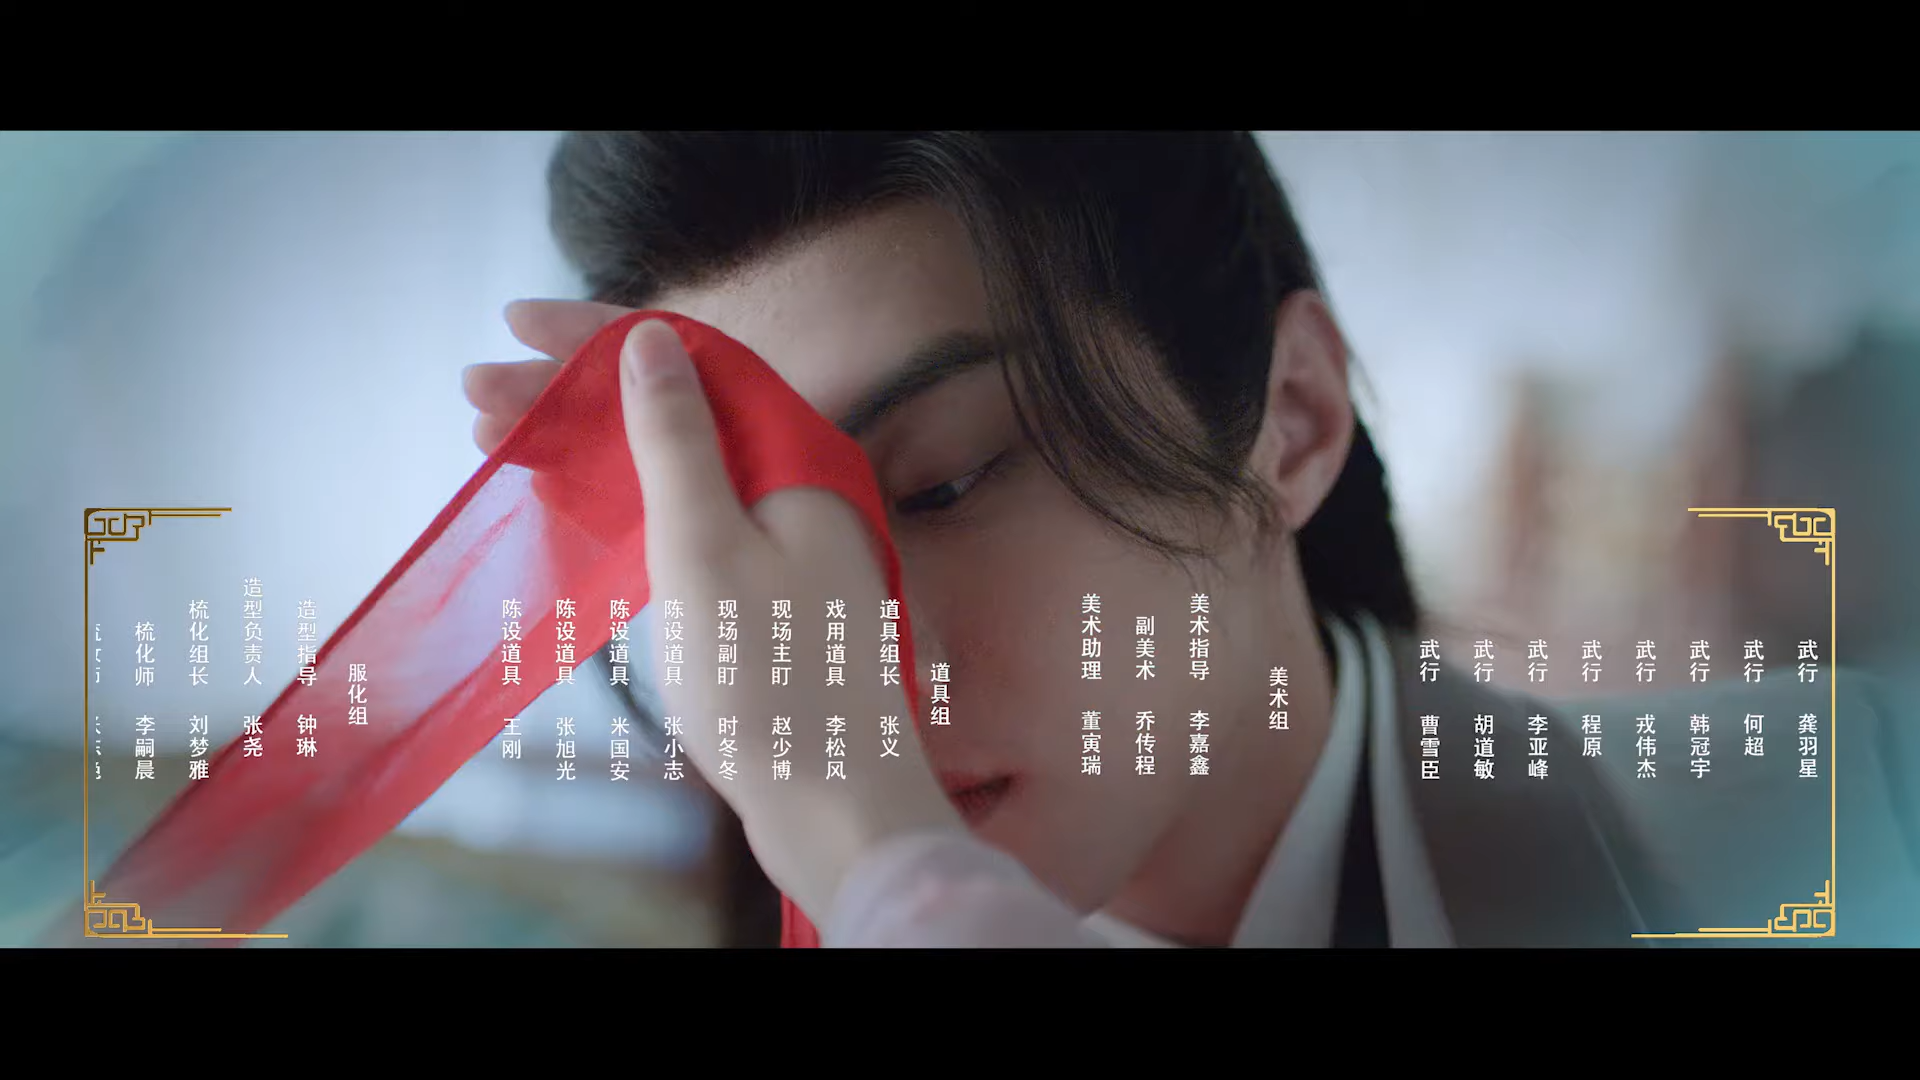 武行 龚羽星
武行 何超
武行 韩冠宇
武行 戎伟杰
武行 程原
武行 李亚峰
武行 胡道敏
武行 曹雪臣
美术组
美术指导 李嘉鑫
副美术 乔传程
美术助理 董寅瑞
道具组
道具组长 张义
戏用道具 李松风
现场主盯 赵少博
现场副盯 时冬冬
陈设道具 张小志
陈设道具 米国安
陈设道具 张旭光
陈设道具 王刚
服化组
造型指导 钟琳
造型负责人 张尧
梳化组长 刘梦雅
梳化师 李嗣晨